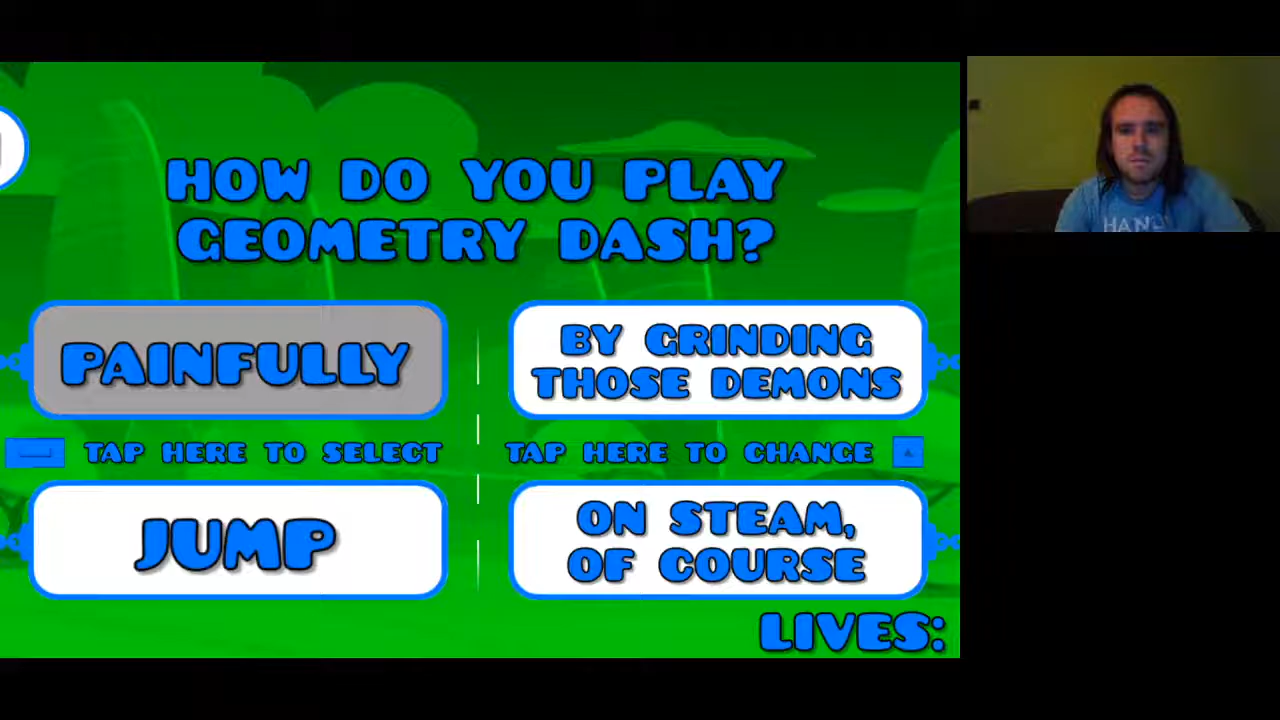 HOW DO YOU PLAY
GEOMETRY DASH?
PAINFULLY
BY GRINDING
THOSE DEMONS
TAP HERE TO SELECT
TAP HERE TO CHANGE
JUMP
ON STEAM,
OF COURSE
LIVES: